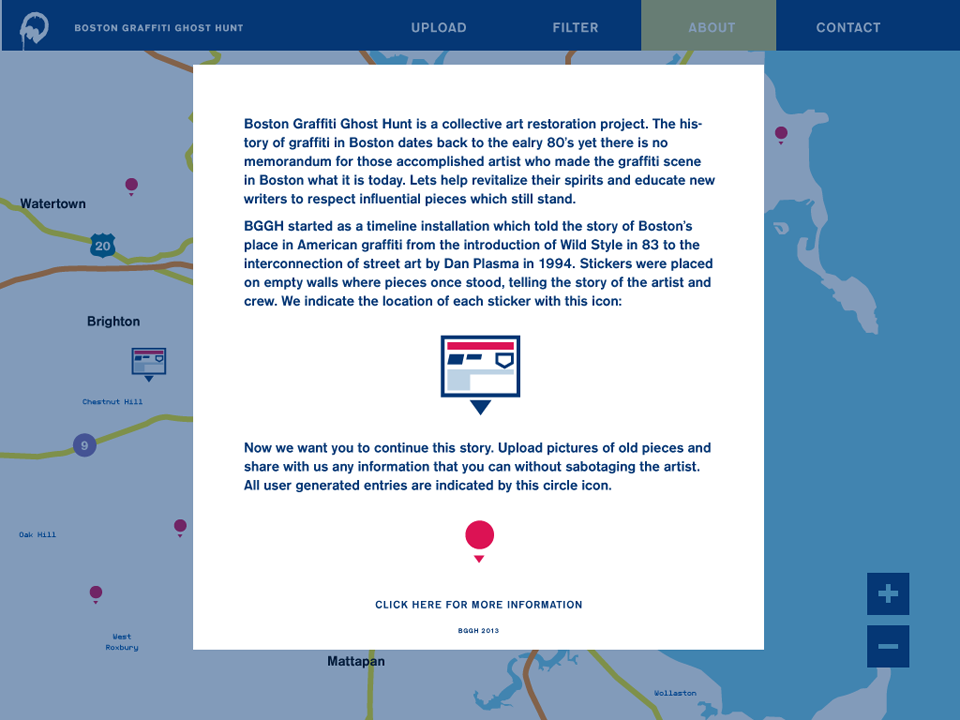 BOSTON GRAFFITI GHOST HUNT
UPLOAD
FILTER
ABOUT
CONTACT
Boston Graffiti Ghost Hunt is a collective art restoration project. The his-
tory of graffiti in Boston dates back to the ealry 80's yet there is no
memorandum for those accomplished artist who made the graffiti scene
in Boston what it is today. Lets help revitalize their spirits and educate new
writers to respect influential pieces which still stand.
BGGH started as a timeline installation which told the story of Boston's
place in American graffiti from the introduction of Wild Style in 83 to the
interconnection of street art by Dan Plasma in 1994. Stickers were placed
on empty walls where pieces once stood, telling the story of the artist and
crew. We indicate the location of each sticker with this icon:
Now we want you to continue this story. Upload pictures of old pieces and
share with us any information that you can without sabotaging the artist.
All user generated entries are indicated by this circle icon.
CLICK HERE FOR MORE INFORMATION
BGGH 2013
Watertown
20
Brighton
Chestnut Hill
9
Oak Hill
West
Roxbury
Mattapan
Wollaston
+
−